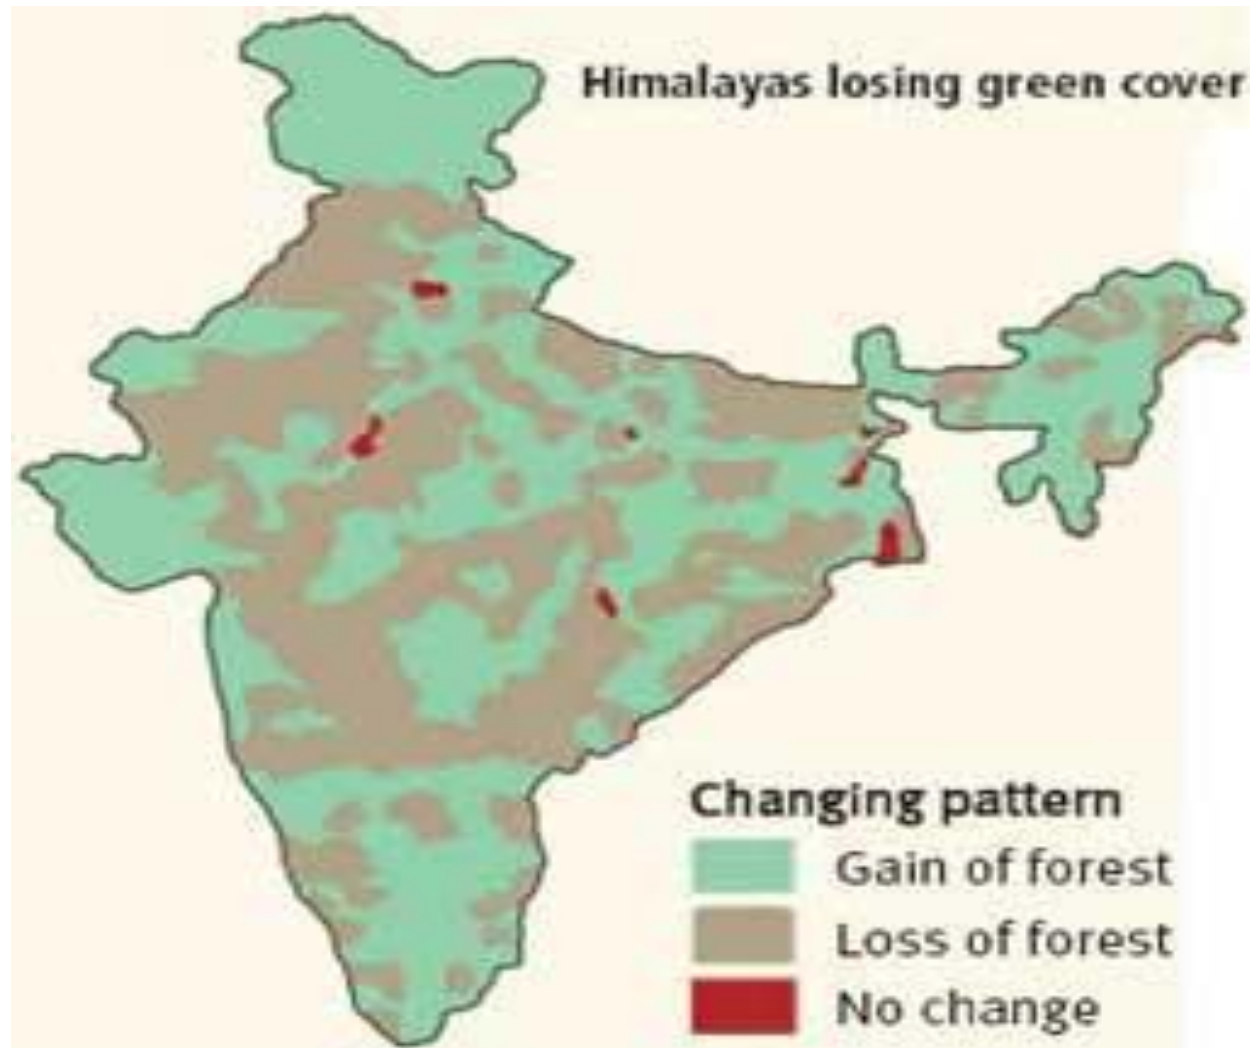 Himalayas losing green cover
Changing pattern
Gain of forest
Loss of forest
No change